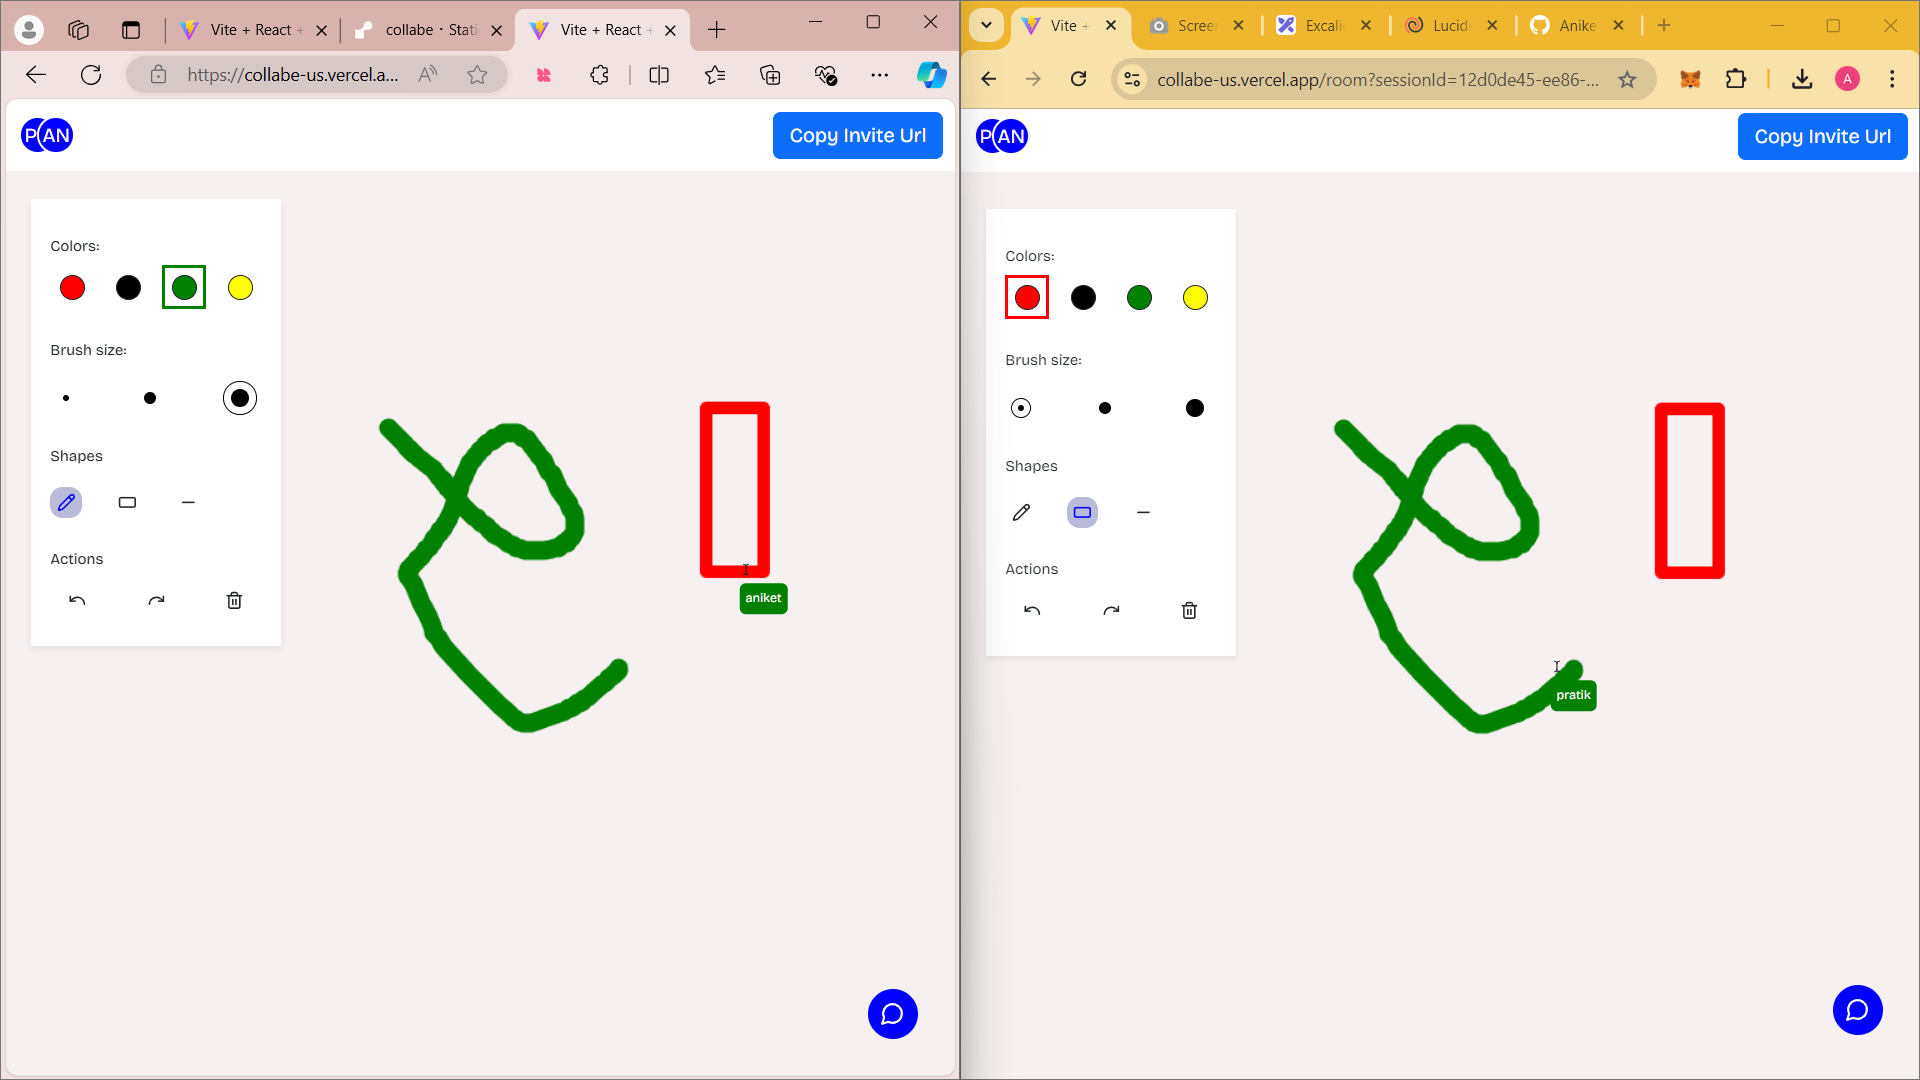 Vite + React +
collabe · Stati
Vite + React +
https://collabe-us.vercel.a...
PAN
Copy Invite Url
Colors:
Brush size:
Shapes
Actions
aniket
Vite +
Scree
Excali
Lucid
Anike
collabe-us.vercel.app/room?sessionId=12d0de45-ee86-...
A
PAN
Copy Invite Url
Colors:
Brush size:
Shapes
Actions
pratik